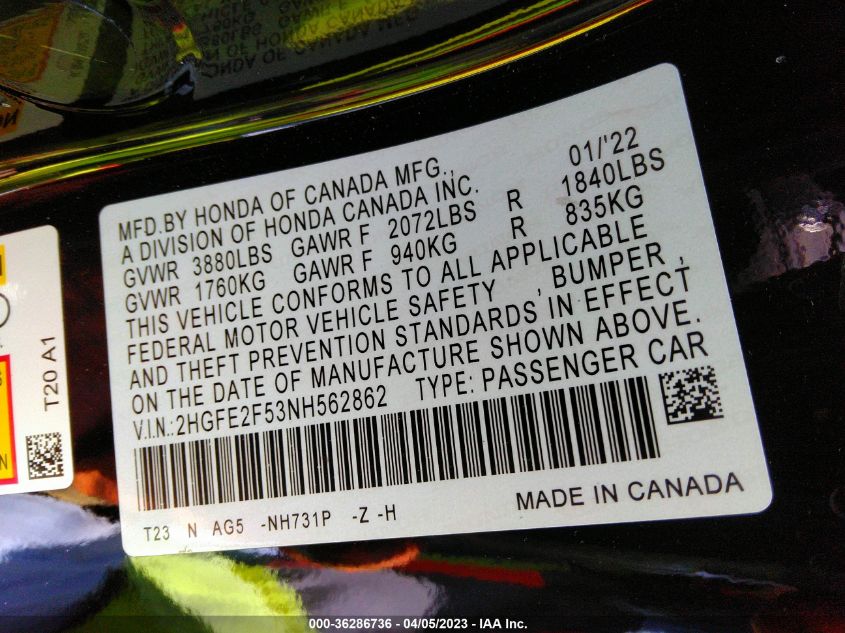 MFD.BY HONDA OF CANADA MFG., 01/'22
A DIVISION OF HONDA CANADA INC.
GVWR 3880LBS GAWR F 2072LBS R 1840LBS
GVWR 1760KG GAWR F 940KG R 835KG
THIS VEHICLE CONFORMS TO ALL APPLICABLE
FEDERAL MOTOR VEHICLE SAFETY , BUMPER ,
AND THEFT PREVENTION STANDARDS IN EFFECT
ON THE DATE OF MANUFACTURE SHOWN ABOVE.
V.I.N.:2HGFE2F53NH562862 TYPE: PASSENGER CAR
MADE IN CANADA
T23 N AG5 -NH731P -Z -H
T20 A1
000-36286736 - 04/05/2023 - IAA Inc.